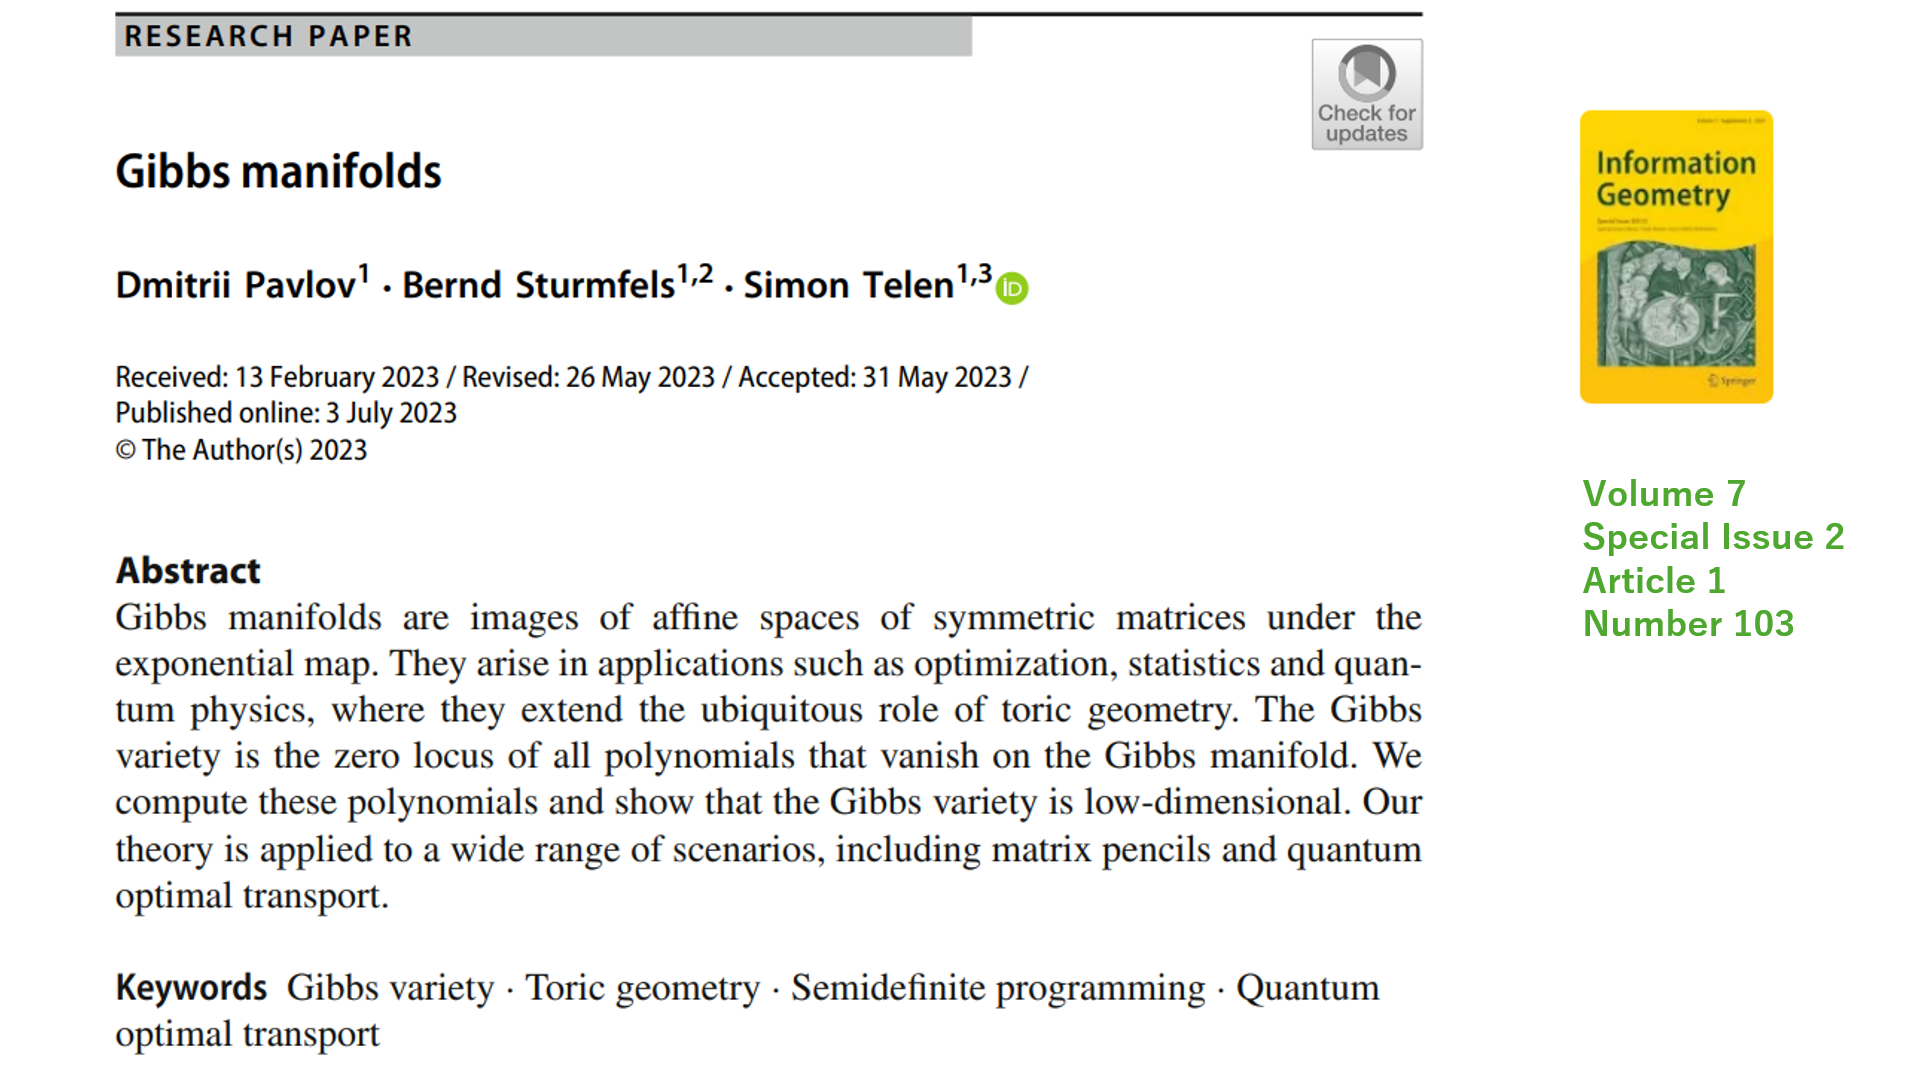 RESEARCH PAPER
Check for
updates
Gibbs manifolds
Dmitrii Pavlov1 · Bernd Sturmfels1,2 · Simon Telen1,3 iD
Received: 13 February 2023 / Revised: 26 May 2023 / Accepted: 31 May 2023 /
Published online: 3 July 2023
© The Author(s) 2023
Abstract
Gibbs manifolds are images of affine spaces of symmetric matrices under the
exponential map. They arise in applications such as optimization, statistics and quan-
tum physics, where they extend the ubiquitous role of toric geometry. The Gibbs
variety is the zero locus of all polynomials that vanish on the Gibbs manifold. We
compute these polynomials and show that the Gibbs variety is low-dimensional. Our
theory is applied to a wide range of scenarios, including matrix pencils and quantum
optimal transport.
Keywords Gibbs variety · Toric geometry · Semidefinite programming · Quantum
optimal transport
Information
Geometry
Springer
Volume 7
Special Issue 2
Article 1
Number 103